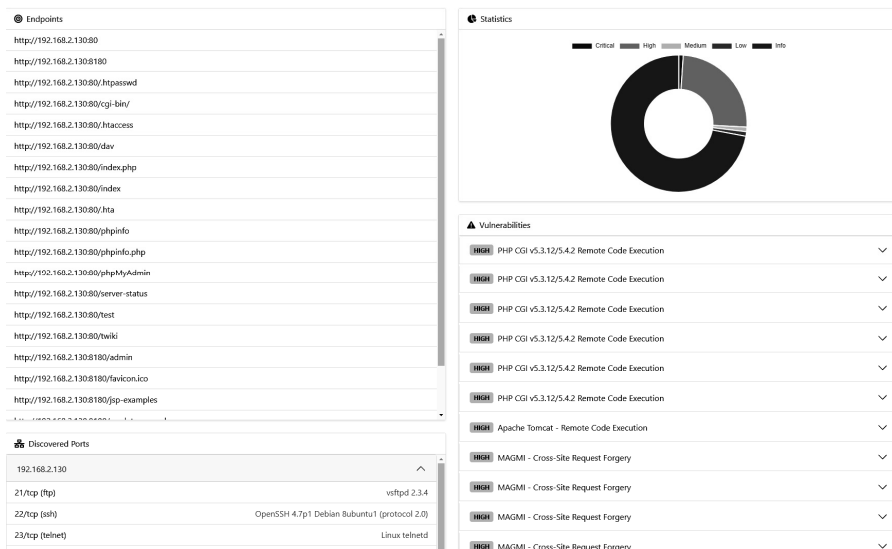 Endpoints
http://192.168.2.130:80
http://192.168.2.130:8180
http://192.168.2.130:80/.htpasswd
http://192.168.2.130:80/cgi-bin/
http://192.168.2.130:80/.htaccess
http://192.168.2.130:80/dav
http://192.168.2.130:80/index.php
http://192.168.2.130:80/index
http://192.168.2.130:80/.hta
http://192.168.2.130:80/phpinfo
http://192.168.2.130:80/phpinfo.php
http://192.168.2.130:80/phpMyAdmin
http://192.168.2.130:80/server-status
http://192.168.2.130:80/test
http://192.168.2.130:80/twiki
http://192.168.2.130:8180/admin
http://192.168.2.130:8180/favicon.ico
http://192.168.2.130:8180/jsp-examples
Discovered Ports
192.168.2.130
21/tcp (ftp) vsftpd 2.3.4
22/tcp (ssh) OpenSSH 4.7p1 Debian 8ubuntu1 (protocol 2.0)
23/tcp (telnet) Linux telnetd
Statistics
Critical High Medium Low Info
Vulnerabilities
HIGH PHP CGI v5.3.12/5.4.2 Remote Code Execution
HIGH PHP CGI v5.3.12/5.4.2 Remote Code Execution
HIGH PHP CGI v5.3.12/5.4.2 Remote Code Execution
HIGH PHP CGI v5.3.12/5.4.2 Remote Code Execution
HIGH PHP CGI v5.3.12/5.4.2 Remote Code Execution
HIGH PHP CGI v5.3.12/5.4.2 Remote Code Execution
HIGH Apache Tomcat - Remote Code Execution
HIGH MAGMI - Cross-Site Request Forgery
HIGH MAGMI - Cross-Site Request Forgery
HIGH MAGMI - Cross-Site Request Forgery
HIGH MAGMI - Cross-Site Request Forgery